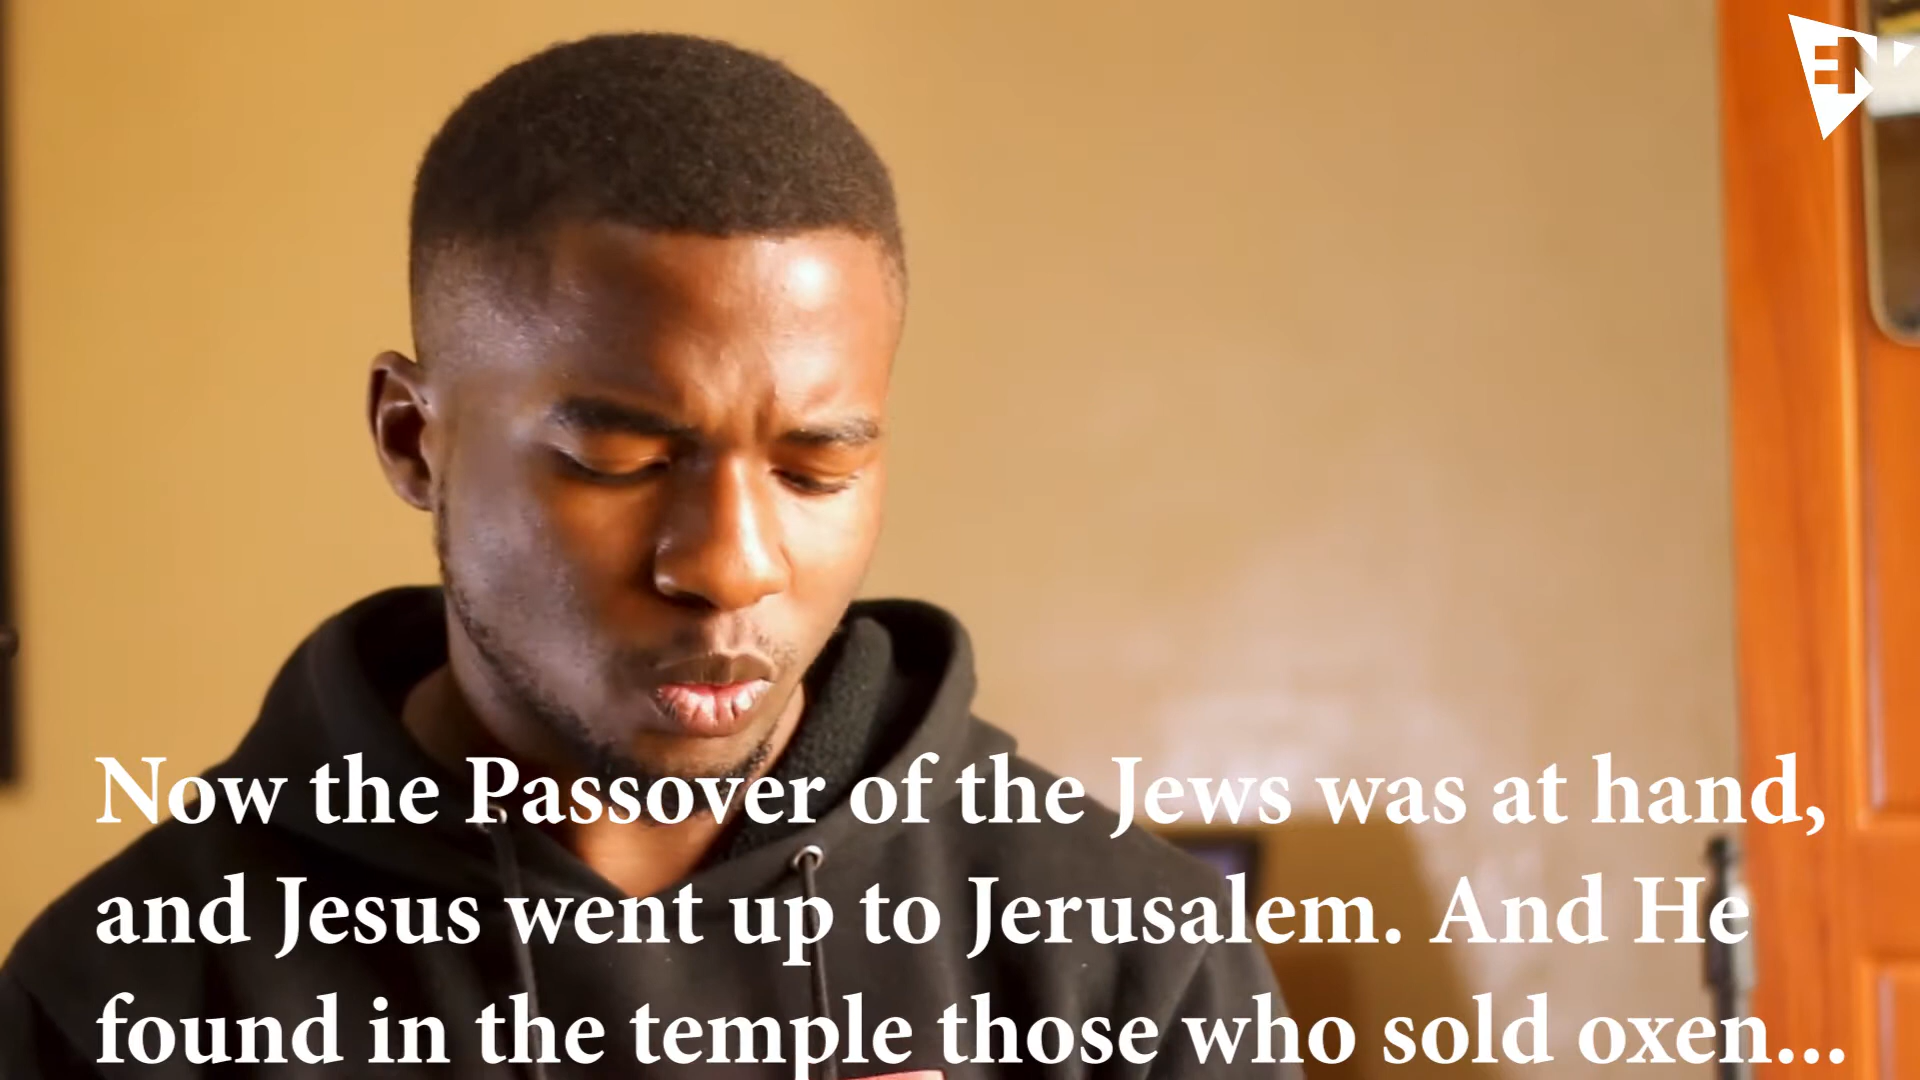 EN
Now the Passover of the Jews was at hand,
and Jesus went up to Jerusalem. And He
found in the temple those who sold oxen...